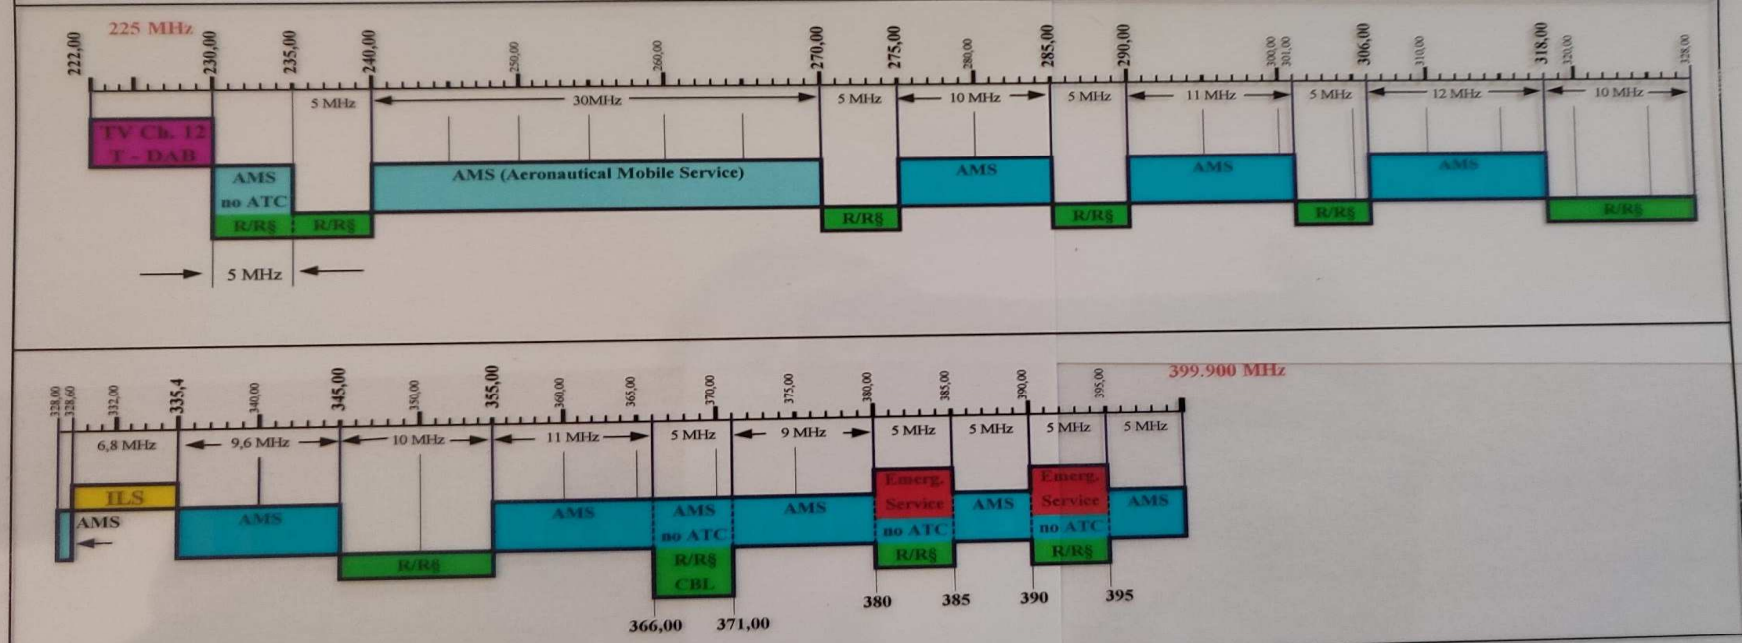 225 MHz
222,00 230,00 235,00 240,00 250,00 260,00 270,00 275,00 280,00 285,00 290,00 300,00 301,00 306,00 310,00 318,00 320,00 328,00
5 MHz 30MHz 5 MHz 10 MHz 5 MHz 11 MHz 5 MHz 12 MHz 10 MHz
TV Ch. 12
T - DAB
AMS
no ATC
R/R§ R/R§
AMS (Aeronautical Mobile Service)
R/R§
AMS
R/R§
AMS
R/R§
AMS
R/R§
5 MHz
399.900 MHz
328,00 328,60 332,00 335,4 340,00 345,00 350,00 355,00 360,00 365,00 370,00 375,00 380,00 385,00 390,00 395,00
6,8 MHz 9,6 MHz 10 MHz 11 MHz 5 MHz 9 MHz 5 MHz 5 MHz 5 MHz 5 MHz
ILS
AMS
AMS
R/R§
AMS
AMS
no ATC
R/R§
CBL
AMS
Emerg.
Service
no ATC
R/R§
AMS
Emerg.
Service
no ATC
R/R§
AMS
366,00 371,00
380 385 390 395